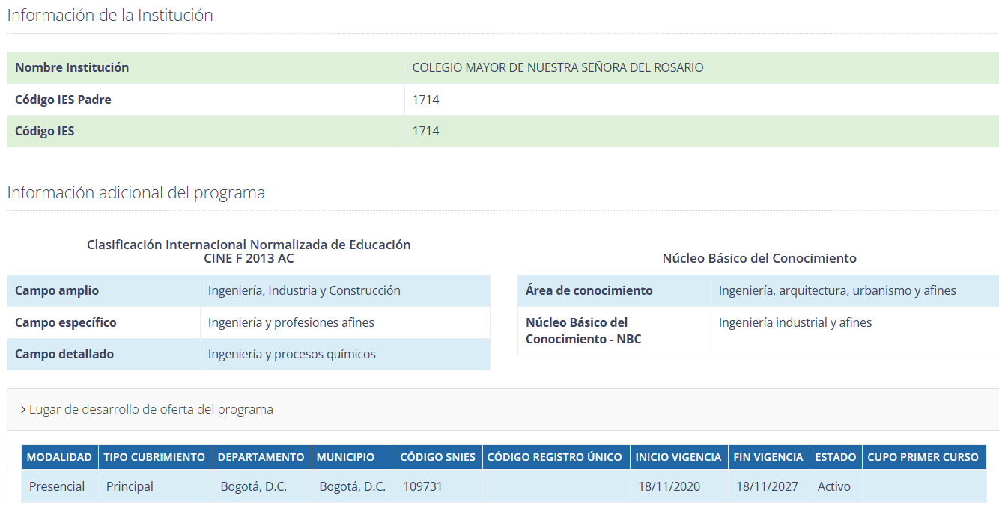 Información de la Institución
Nombre Institución COLEGIO MAYOR DE NUESTRA SEÑORA DEL ROSARIO
Código IES Padre 1714
Código IES 1714
Información adicional del programa
Clasificación Internacional Normalizada de Educación
CINE F 2013 AC
Campo amplio Ingeniería, Industria y Construcción
Campo específico Ingeniería y profesiones afines
Campo detallado Ingeniería y procesos químicos
Núcleo Básico del Conocimiento
Área de conocimiento Ingeniería, arquitectura, urbanismo y afines
Núcleo Básico del Ingeniería industrial y afines
Conocimiento - NBC
> Lugar de desarrollo de oferta del programa
MODALIDAD TIPO CUBRIMIENTO DEPARTAMENTO MUNICIPIO CÓDIGO SNIES CÓDIGO REGISTRO ÚNICO INICIO VIGENCIA FIN VIGENCIA ESTADO CUPO PRIMER CURSO
Presencial Principal Bogotá, D.C. Bogotá, D.C. 109731 18/11/2020 18/11/2027 Activo